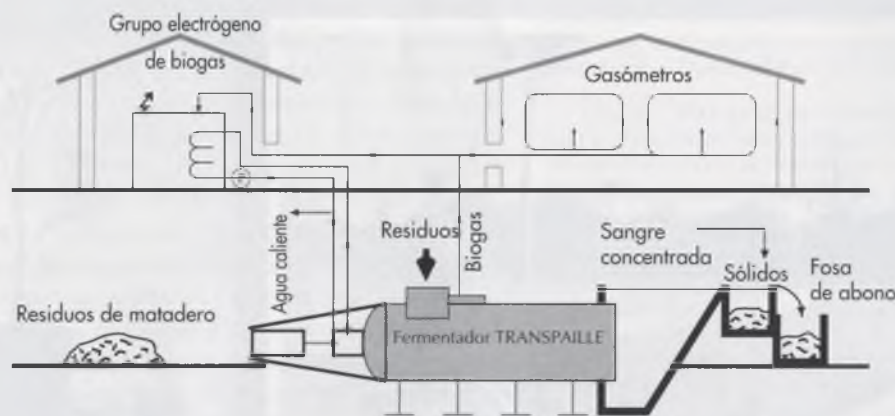 Grupo electrógeno
de biogas
Gasómetros
Agua caliente
Residuos
Biogas
Sangre
concentrada
Sólidos
Fosa
de abono
Residuos de matadero
Fermentador TRANSPAILLE